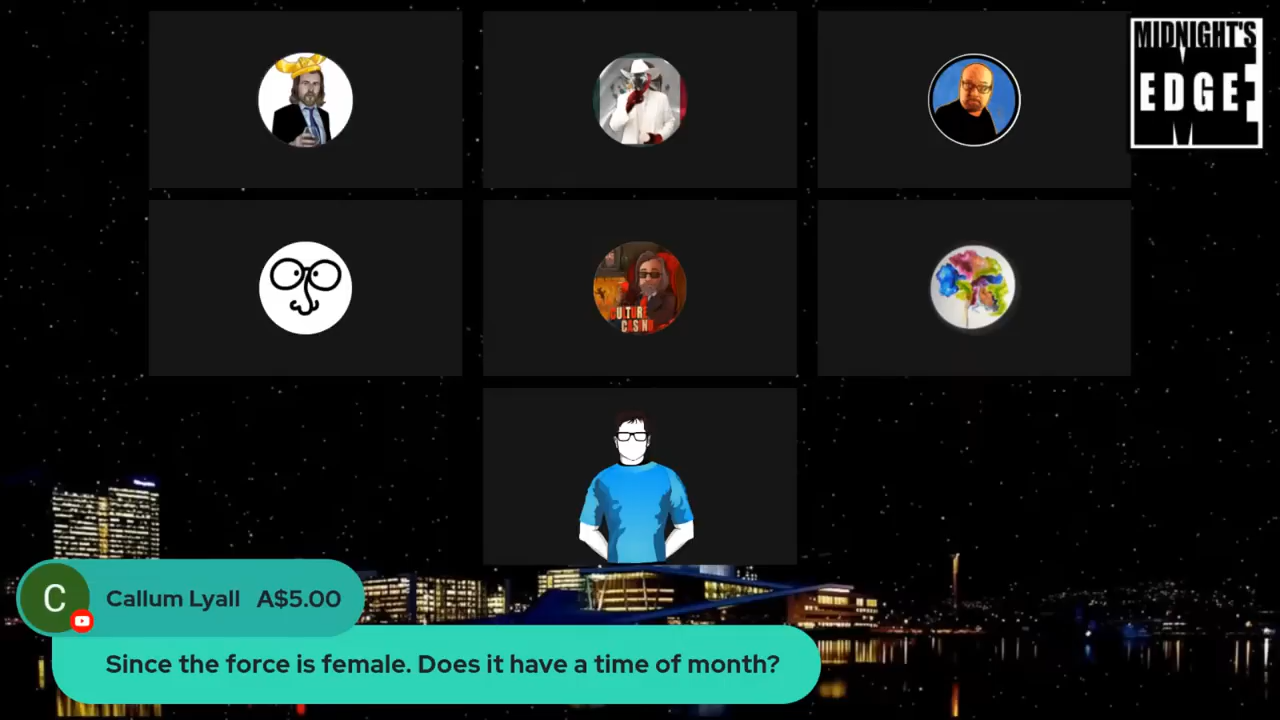 MIDNIGHT'S
EDGE
CULTURE
CASINO
C
Callum Lyall A$5.00
Since the force is female. Does it have a time of month?